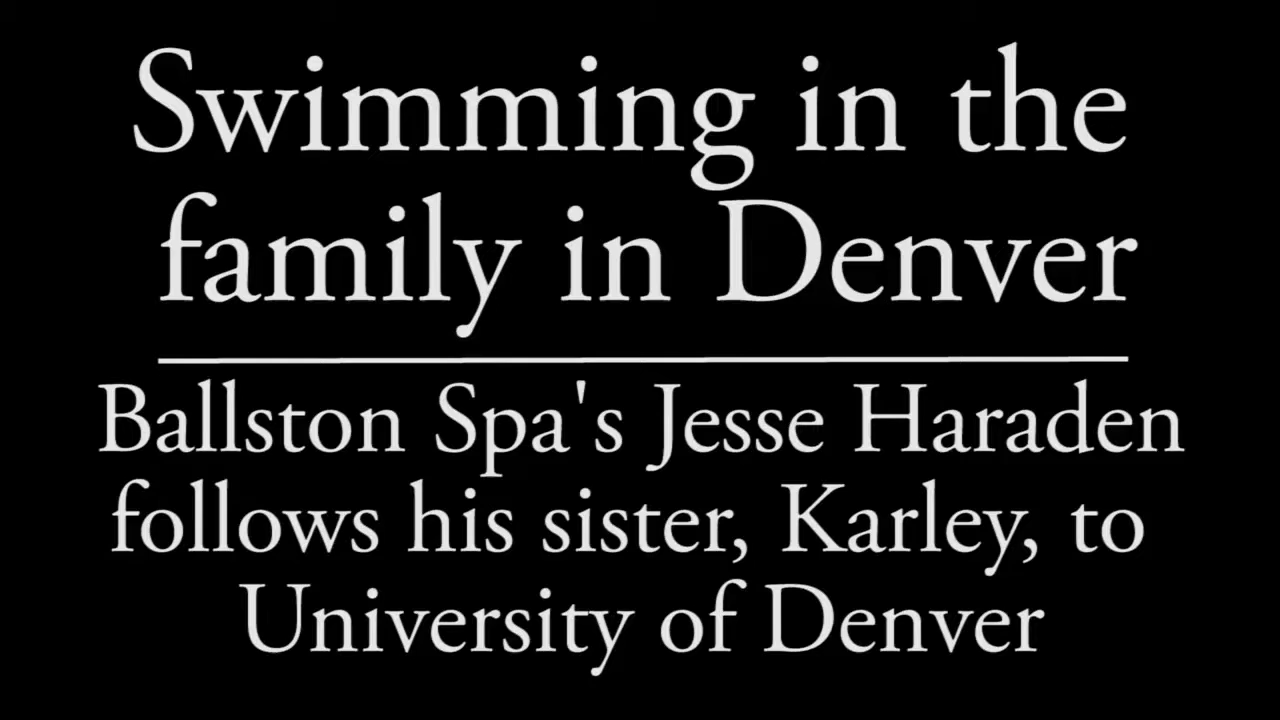 Swimming in the
family in Denver
Ballston Spa's Jesse Haraden
follows his sister, Karley, to
University of Denver